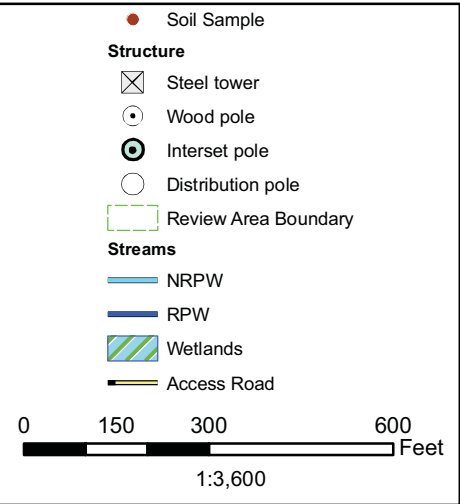 Soil Sample
Structure
Steel tower
Wood pole
Interset pole
Distribution pole
Review Area Boundary
Streams
NRPW
RPW
Wetlands
Access Road
0 150 300 600
Feet
1:3,600